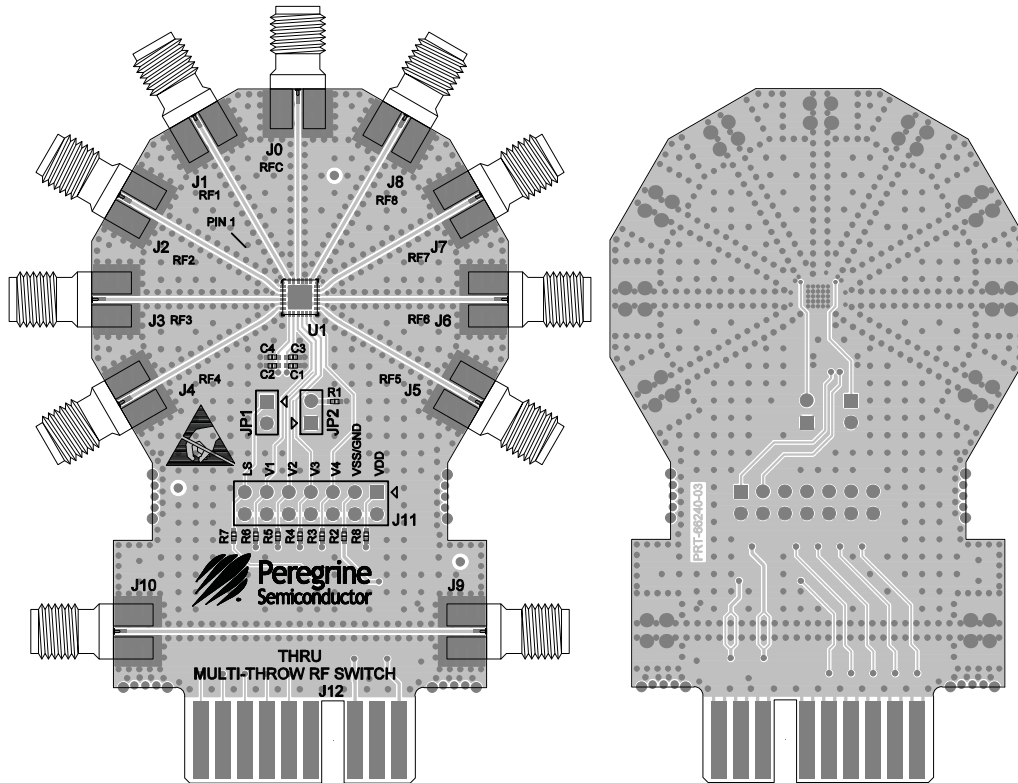 J0
RFC
J1
RF1
J8
RF8
PIN 1
J2
RF2
J7
RF7
J3
RF3
J6
RF6
U1
C4
C3
C2
C1
J4
RF4
RF5
J5
R1
JP1
JP2
LS
V1
V2
V3
V4
VSS/GND
VDD
J11
R7
R6
R5
R4
R3
R2
R8
PRT-66240-03
Peregrine
Semiconductor
J10
J9
THRU
MULTI-THROW RF SWITCH
J12